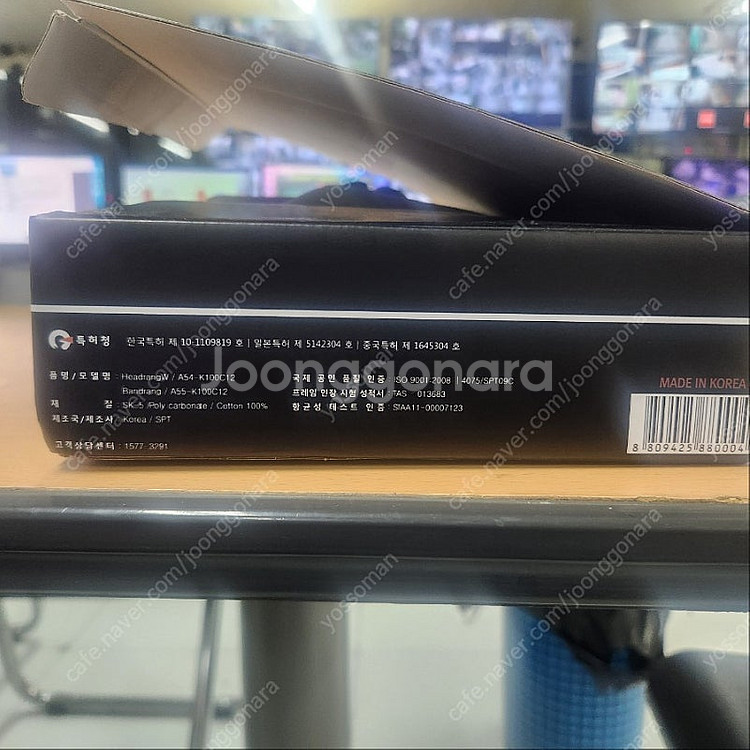 특허청 한국특허 제 10-1109819 호 | 일본특허 제 5142304 호 | 중국특허 제 1645304 호
품명/모델명 : HeadrangW / A54-K100C12
Bandrang / A55-K100C12
재 질 : SK-5 /Poly carbonate / Cotton 100%
제조국/제조사 : Korea / SPT
고객상담센터 : 1577-3291
국제 공인 품질 인증 : ISO 9001-2008 | 4075/SPT09C
프레임 인장 시험 성적서 : TAS - 013683
항균성 테스트 인증 : SIAA11-00007123
MADE IN KOREA
8 809425 880004
Joonggonara
cafe.naver.com/joonggonara
yossoman